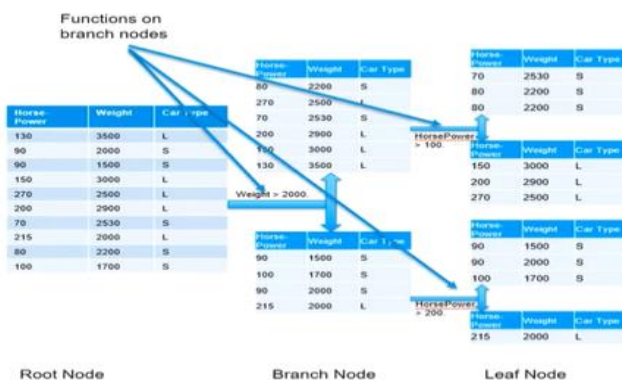 Functions on
branch nodes
Horse-
Power Weight Car Type
130 3500 L
90 2000 S
90 1500 S
150 3000 L
270 2500 L
200 2900 L
70 2530 S
215 2000 L
80 2200 S
100 1700 S
Weight > 2000.
Horse-
Power Weight Car Type
80 2200 S
270 2500 L
70 2530 S
200 2900 L
150 3000 L
130 3500 L
Horse-
Power Weight Car Type
90 1500 S
100 1700 S
90 2000 S
215 2000 L
HorsePower
> 100.
HorsePower
> 200.
Horse-
Power Weight Car Type
70 2530 S
80 2200 S
80 2200 S
Horse-
Power Weight Car Type
150 3000 L
200 2900 L
270 2500 L
Horse-
Power Weight Car Type
90 1500 S
90 2000 S
100 1700 S
Horse-
Power Weight Car Type
215 2000 L
Root Node
Branch Node
Leaf Node